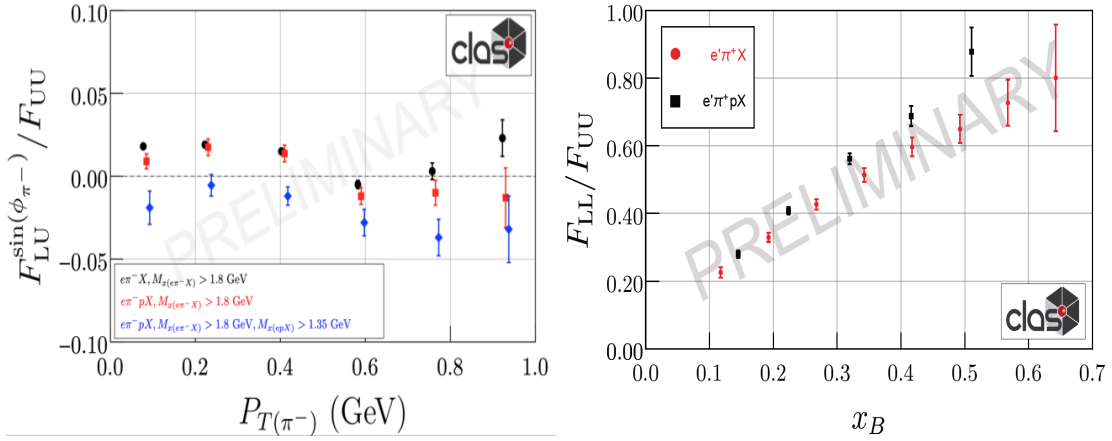 0.10
0.05
0.00
−0.05
−0.10
F_LU^sin(φ_π−) / F_UU
clas
PRELIMINARY
eπ−X, M_x(eπ−X) > 1.8 GeV
eπ−pX, M_x(eπ−X) > 1.8 GeV
eπ−pX, M_x(eπ−X) > 1.8 GeV, M_x(epX) > 1.35 GeV
0.0 0.2 0.4 0.6 0.8 1.0
P_T(π−) (GeV)
1.00
0.80
0.60
0.40
0.20
0.00
F_LL/F_UU
e'π+X
e'π+pX
PRELIMINARY
clas
0.0 0.1 0.2 0.3 0.4 0.5 0.6 0.7
x_B